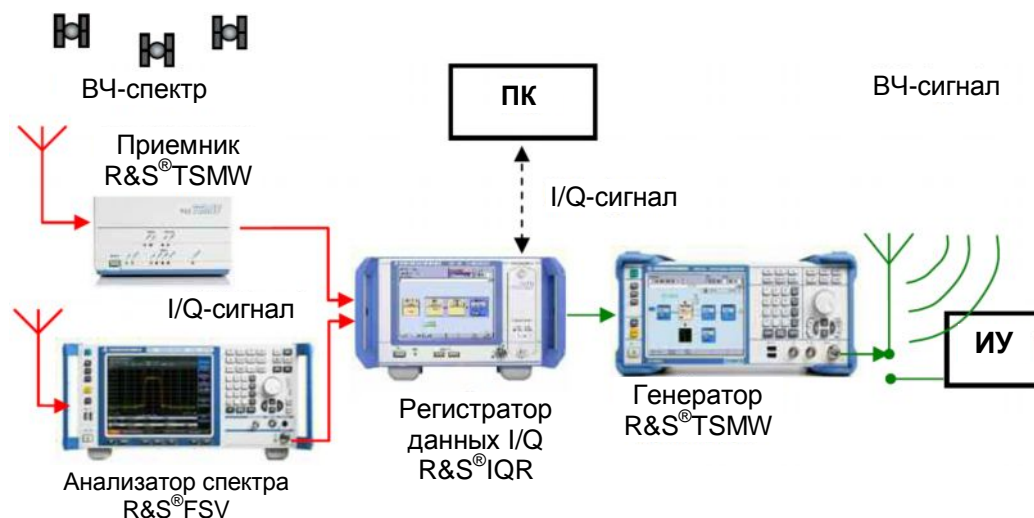 ВЧ-спектр
ПК
ВЧ-сигнал
Приемник
R&S®TSMW
I/Q-сигнал
I/Q-сигнал
ИУ
Регистратор
данных I/Q
R&S®IQR
Генератор
R&S®TSMW
Анализатор спектра
R&S®FSV